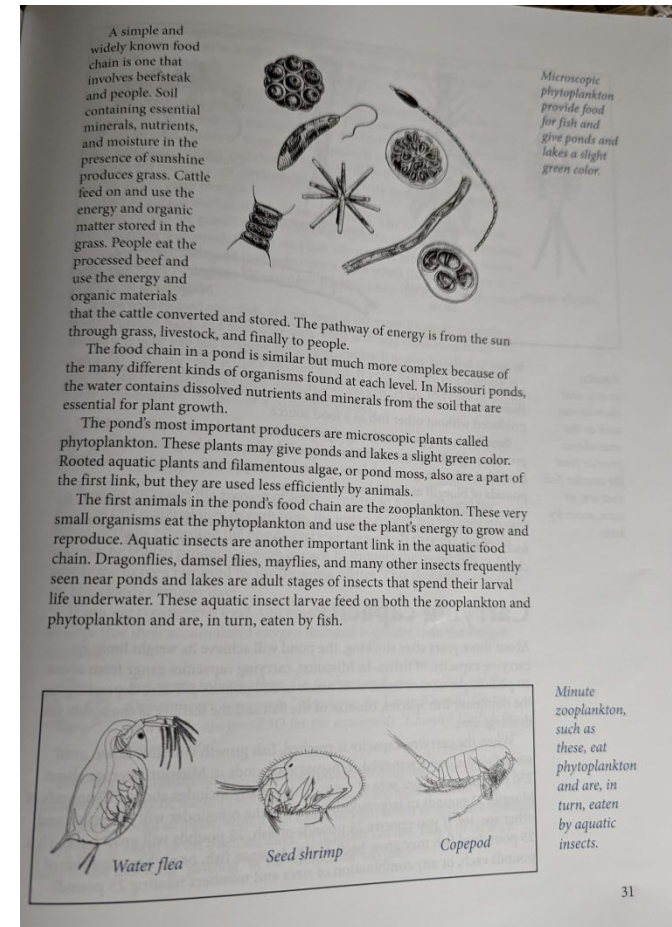 A simple and
widely known food
chain is one that
involves beefsteak
and people. Soil
containing essential
minerals, nutrients,
and moisture in the
presence of sunshine
produces grass. Cattle
feed on and use the
energy and organic
matter stored in the
grass. People eat the
processed beef and
use the energy and
organic materials
that the cattle converted and stored. The pathway of energy is from the sun
through grass, livestock, and finally to people.
The food chain in a pond is similar but much more complex because of
the many different kinds of organisms found at each level. In Missouri ponds,
the water contains dissolved nutrients and minerals from the soil that are
essential for plant growth.
The pond's most important producers are microscopic plants called
phytoplankton. These plants may give ponds and lakes a slight green color.
Rooted aquatic plants and filamentous algae, or pond moss, also are a part of
the first link, but they are used less efficiently by animals.
The first animals in the pond's food chain are the zooplankton. These very
small organisms eat the phytoplankton and use the plant's energy to grow and
reproduce. Aquatic insects are another important link in the aquatic food
chain. Dragonflies, damsel flies, mayflies, and many other insects frequently
seen near ponds and lakes are adult stages of insects that spend their larval
life underwater. These aquatic insect larvae feed on both the zooplankton and
phytoplankton and are, in turn, eaten by fish.
Microscopic
phytoplankton
provide food
for fish and
give ponds and
lakes a slight
green color.
Water flea
Seed shrimp
Copepod
Minute
zooplankton,
such as
these, eat
phytoplankton
and are, in
turn, eaten
by aquatic
insects.
31